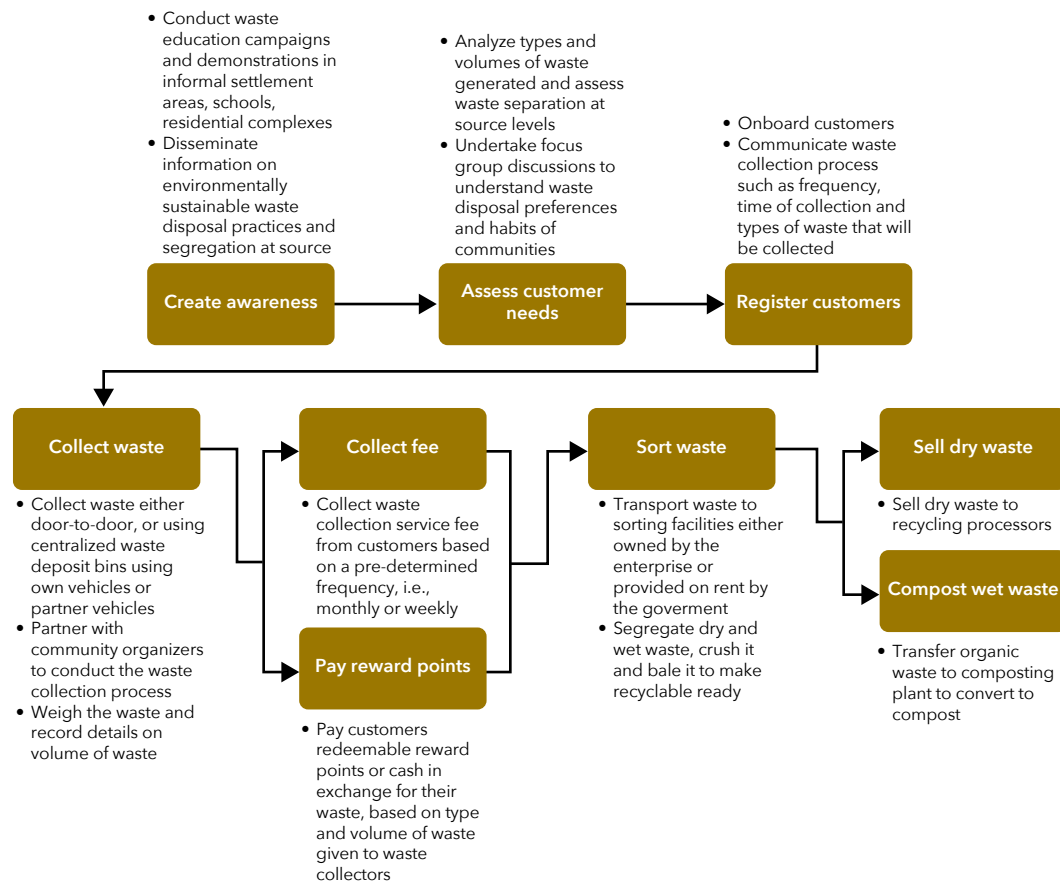 • Conduct waste
education campaigns
and demonstrations in
informal settlement
areas, schools,
residential complexes
• Disseminate
information on
environmentally
sustainable waste
disposal practices and
segregation at source
• Analyze types and
volumes of waste
generated and assess
waste separation at
source levels
• Undertake focus
group discussions to
understand waste
disposal preferences
and habits of
communities
• Onboard customers
• Communicate waste
collection process
such as frequency,
time of collection and
types of waste that will
be collected
Create awareness
Assess customer
needs
Register customers
Collect waste
Collect fee
Sort waste
Sell dry waste
• Collect waste either
door-to-door, or using
centralized waste
deposit bins using
own vehicles or
partner vehicles
• Partner with
community organizers
to conduct the waste
collection process
• Weigh the waste and
record details on
volume of waste
• Collect waste
collection service fee
from customers based
on a pre-determined
frequency, i.e.,
monthly or weekly
Pay reward points
• Pay customers
redeemable reward
points or cash in
exchange for their
waste, based on type
and volume of waste
given to waste
collectors
• Transport waste to
sorting facilities either
owned by the
enterprise or
provided on rent by
the goverment
• Segregate dry and
wet waste, crush it
and bale it to make
recyclable ready
• Sell dry waste to
recycling processors
Compost wet waste
• Transfer organic
waste to composting
plant to convert to
compost